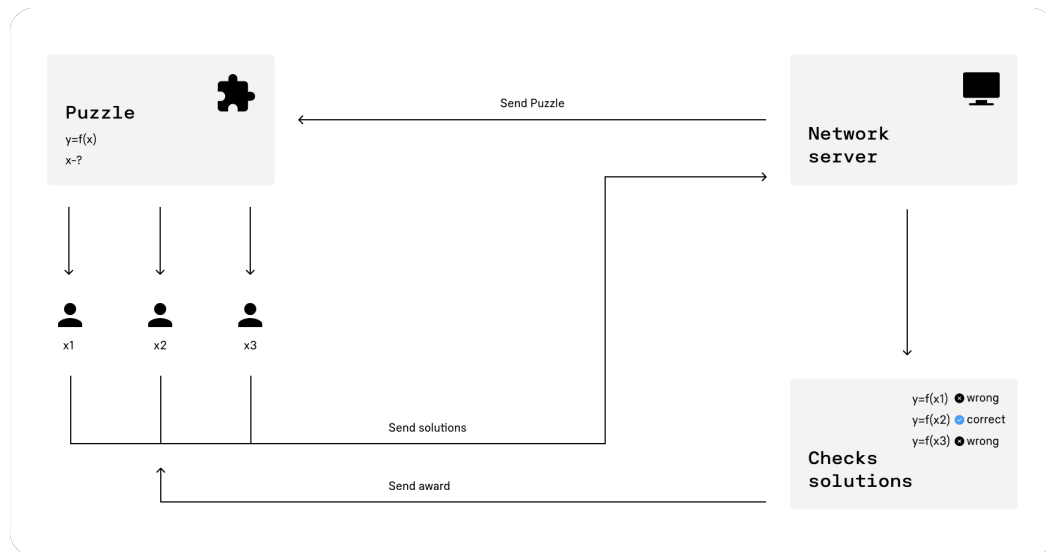 Puzzle
y=f(x)
x-?
Send Puzzle
Network
server
x1
x2
x3
Send solutions
Send award
y=f(x1) wrong
y=f(x2) correct
y=f(x3) wrong
Checks
solutions